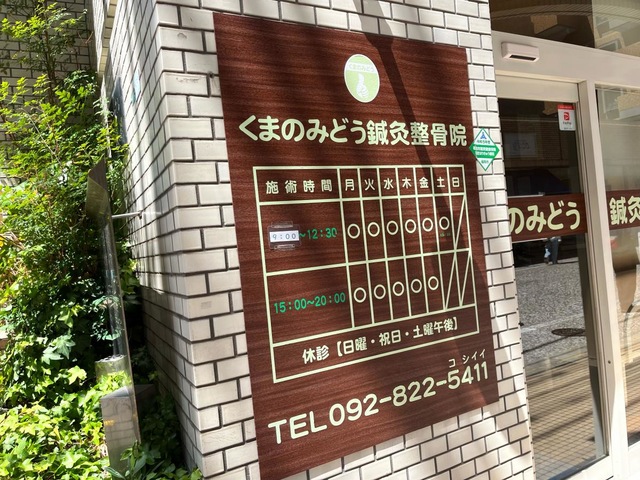 くまのみどう鍼灸整骨院
施術時間 月 火 水 木 金 土 日
9:00~12:30 ○ ○ ○ ○ ○ ○
15:00~20:00 ○ ○ ○ ○ ○
休診【日曜・祝日・土曜午後】
コシイイ
TEL 092-822-5411
のみどう 鍼灸